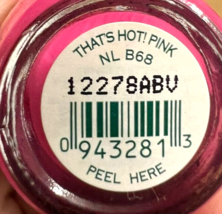 THAT'S HOT! PINK
NL B68
12278ABV
0 943281 3
PEEL HERE